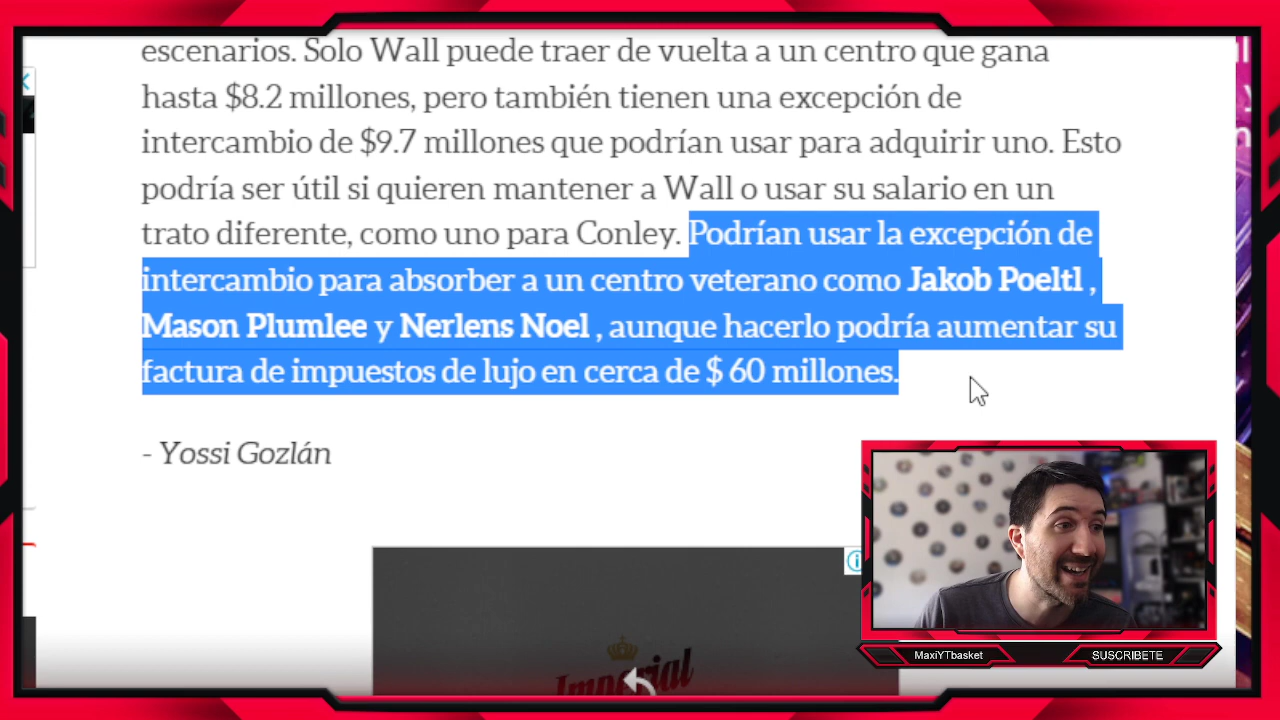 escenarios. Solo Wall puede traer de vuelta a un centro que gana
hasta $8.2 millones, pero también tienen una excepción de
intercambio de $9.7 millones que podrían usar para adquirir uno. Esto
podría ser útil si quieren mantener a Wall o usar su salario en un
trato diferente, como uno para Conley. Podrían usar la excepción de
intercambio para absorber a un centro veterano como Jakob Poeltl ,
Mason Plumlee y Nerlens Noel , aunque hacerlo podría aumentar su
factura de impuestos de lujo en cerca de $ 60 millones.
- Yossi Gozlán
Imperial
MaxiYTbasket
SUSCRIBETE